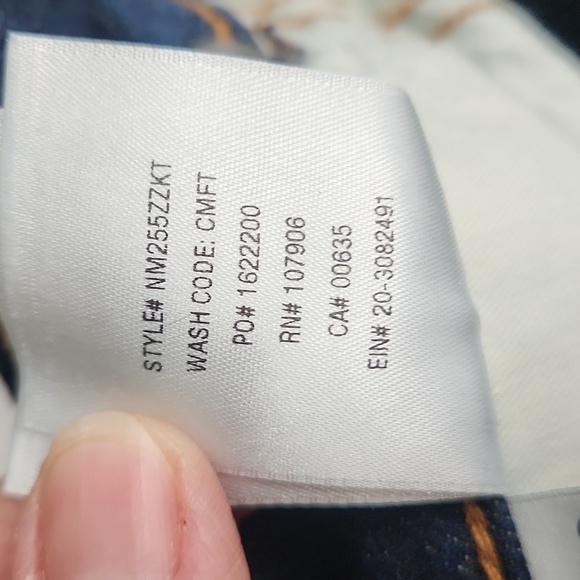 STYLE# NM255ZZKT
WASH CODE: CMFT
PO# 1622200
RN# 107906
CA# 00635
EIN# 20-3082491